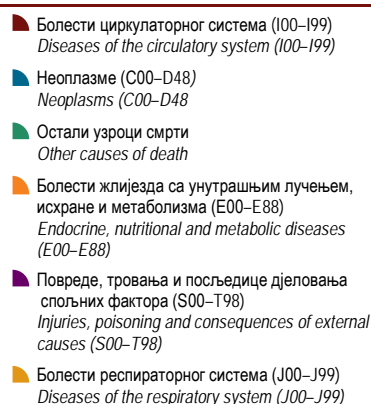 Болести циркулаторног система (I00–I99)
Diseases of the circulatory system (I00–I99)
Неоплазме (C00–D48)
Neoplasms (C00–D48
Остали узроци смрти
Other causes of death
Болести жлијезда са унутрашњим лучењем,
исхране и метаболизма (E00–E88)
Endocrine, nutritional and metabolic diseases
(E00–E88)
Повреде, тровања и посљедице дјеловања
спољних фактора (S00–T98)
Injuries, poisoning and consequences of external
causes (S00–T98)
Болести респираторног система (J00–J99)
Diseases of the respiratory system (J00–J99)